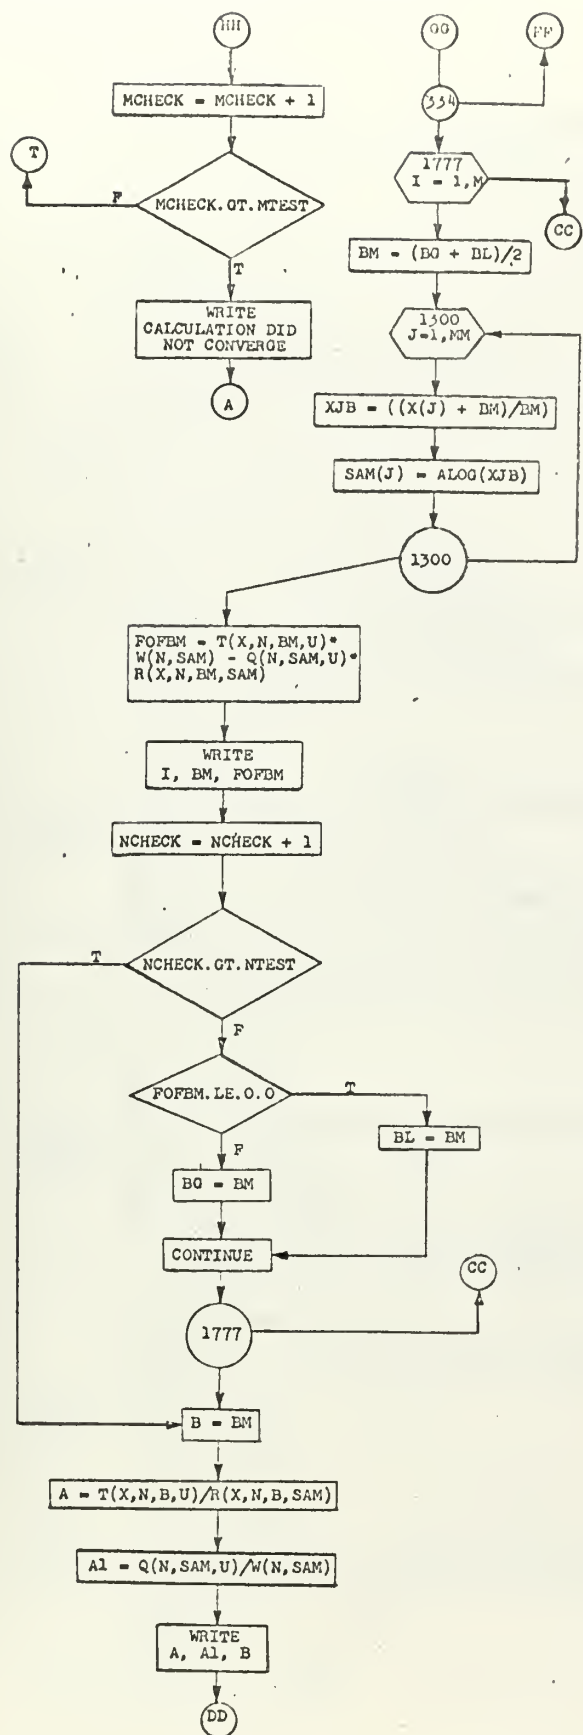 HH
MCHECK = MCHECK + 1
T
F
MCHECK.GT.MTEST
T
WRITE
CALCULATION DID
NOT CONVERGE
A
GG
FF
334
1777
I = 1,M
CC
BM = (BG + BL)/2
1300
J=1,MM
XJB = ((X(J) + BM)/BM)
SAM(J) = ALOG(XJB)
1300
FOFBM = T(X,N,BM,U)*
W(N,SAM) - Q(N,SAM,U)*
R(X,N,BM,SAM)
WRITE
I, BM, FOFBM
NCHECK = NCHECK + 1
T
NCHECK.GT.NTEST
F
FOFBM.LE.0.0
T
BL = BM
F
BG = BM
CONTINUE
CC
1777
B = BM
A = T(X,N,B,U)/R(X,N,B,SAM)
A1 = Q(N,SAM,U)/W(N,SAM)
WRITE
A, A1, B
DD